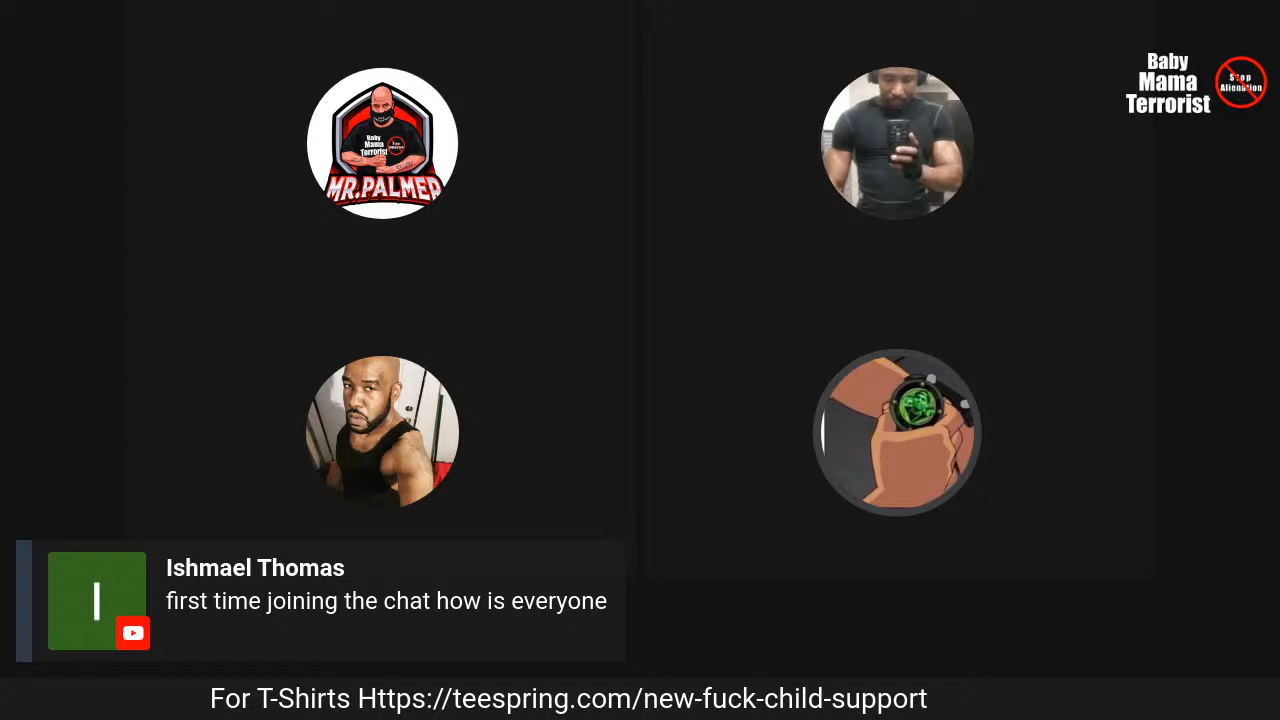 Baby
Mama
Terrorist
Stop
Alienation
Baby
Mama
Terrorist
MR.PALMER
I
Ishmael Thomas
first time joining the chat how is everyone
For T-Shirts Https://teespring.com/new-fuck-child-support